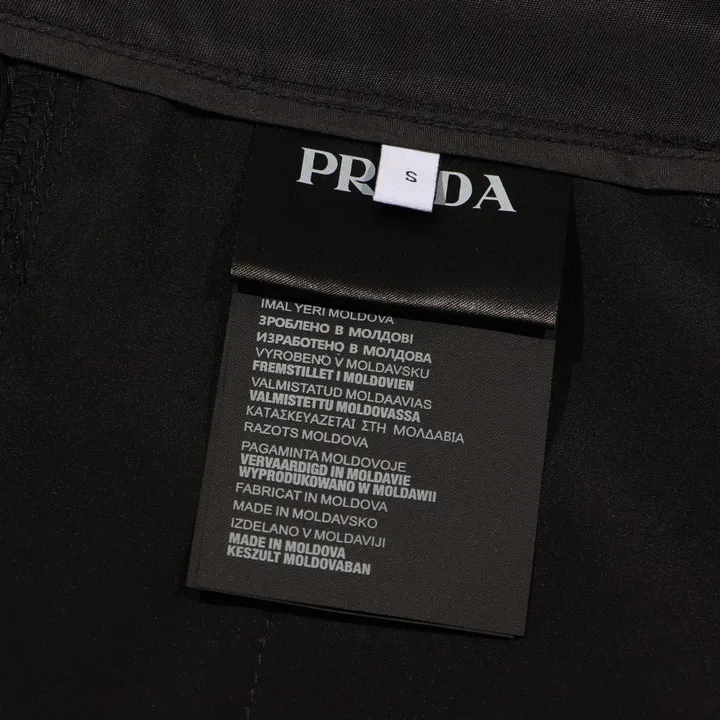 PR DA
S
IMAL YERI MOLDOVA
ЗРОБЛЕНО В МОЛДОВІ
ИЗРАБОТЕНО В МОЛДОВА
VYROBENO V MOLDAVSKU
FREMSTILLET I MOLDOVIEN
VALMISTATUD MOLDAAVIAS
VALMISTETTU MOLDOVASSA
ΚΑΤΑΣΚΕΥΑΖΕΤΑΙ ΣΤΗ ΜΟΛΔΑΒΙΑ
RAZOTS MOLDOVA
PAGAMINTA MOLDOVOJE
VERVAARDIGD IN MOLDAVIE
WYPRODUKOWANO W MOLDAWII
FABRICAT IN MOLDOVA
MADE IN MOLDAVSKO
IZDELANO V MOLDAVIJI
MADE IN MOLDOVA
KESZULT MOLDOVABAN